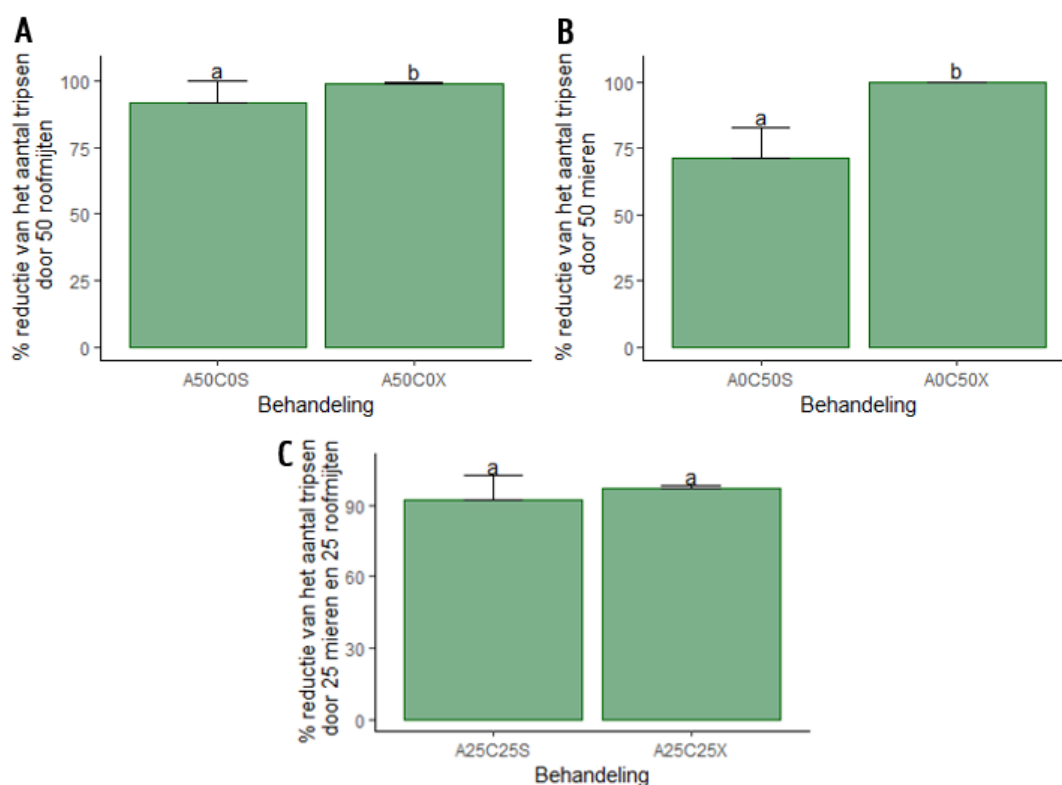 A
% reductie van het aantal tripsen
door 50 roofmijten
100
75
50
25
0
a
b
A50C0S
A50C0X
Behandeling
B
% reductie van het aantal tripsen
door 50 mieren
100
75
50
25
0
a
b
A0C50S
A0C50X
Behandeling
C
% reductie van het aantal tripsen
door 25 mieren en 25 roofmijten
90
60
30
0
a
a
A25C25S
A25C25X
Behandeling